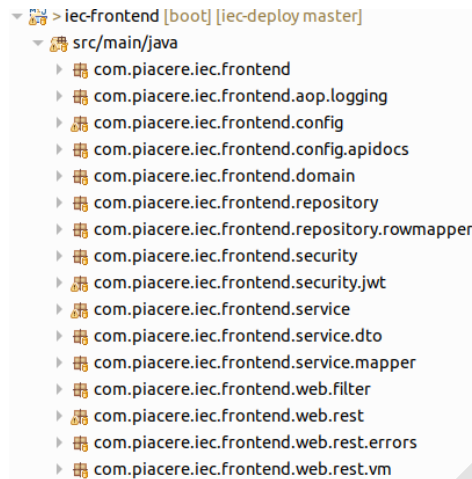 > iec-frontend [boot] [iec-deploy master]
src/main/java
com.piacere.iec.frontend
com.piacere.iec.frontend.aop.logging
com.piacere.iec.frontend.config
com.piacere.iec.frontend.config.apidocs
com.piacere.iec.frontend.domain
com.piacere.iec.frontend.repository
com.piacere.iec.frontend.repository.rowmapper
com.piacere.iec.frontend.security
com.piacere.iec.frontend.security.jwt
com.piacere.iec.frontend.service
com.piacere.iec.frontend.service.dto
com.piacere.iec.frontend.service.mapper
com.piacere.iec.frontend.web.filter
com.piacere.iec.frontend.web.rest
com.piacere.iec.frontend.web.rest.errors
com.piacere.iec.frontend.web.rest.vm